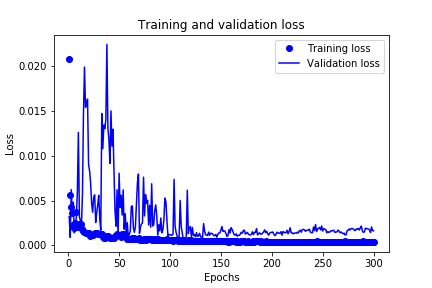 Training and validation loss
Training loss
Validation loss
0.020
0.015
0.010
0.005
0.000
Loss
0
50
100
150
200
250
300
Epochs